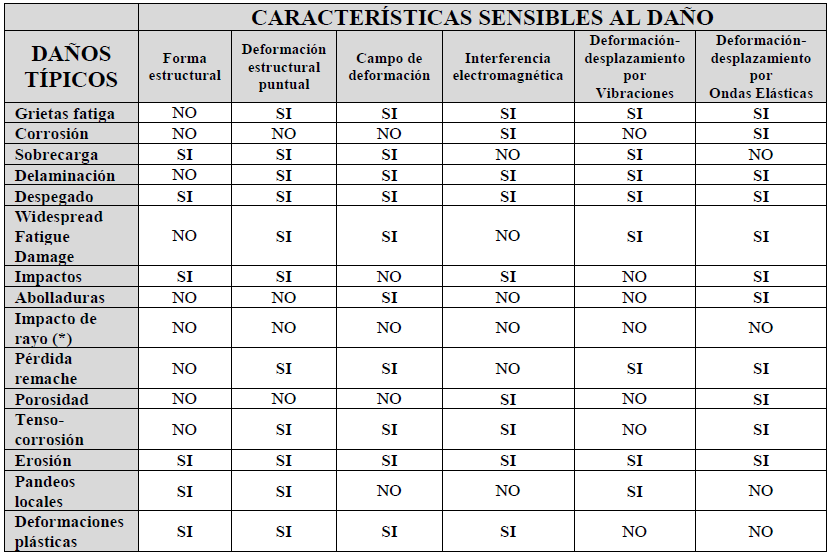 CARACTERÍSTICAS SENSIBLES AL DAÑO
DAÑOS
TÍPICOS
Forma
estructural
Deformación
estructural
puntual
Campo de
deformación
Interferencia
electromagnética
Deformación-
desplazamiento
por
Vibraciones
Deformación-
desplazamiento
por
Ondas Elásticas
Grietas fatiga NO SI SI SI SI SI
Corrosión NO NO NO SI NO SI
Sobrecarga SI SI SI NO SI NO
Delaminación NO SI SI SI SI SI
Despegado SI SI SI SI SI SI
Widespread
Fatigue
Damage
NO SI SI NO SI SI
Impactos SI SI NO SI NO SI
Abolladuras NO NO SI NO NO SI
Impacto de
rayo (*)
NO NO NO NO NO NO
Pérdida
remache
NO SI SI NO SI SI
Porosidad NO NO NO SI NO SI
Tenso-
corrosión
NO SI SI SI NO SI
Erosión SI SI SI SI SI SI
Pandeos
locales
SI SI NO NO SI NO
Deformaciones
plásticas
SI SI SI SI NO NO